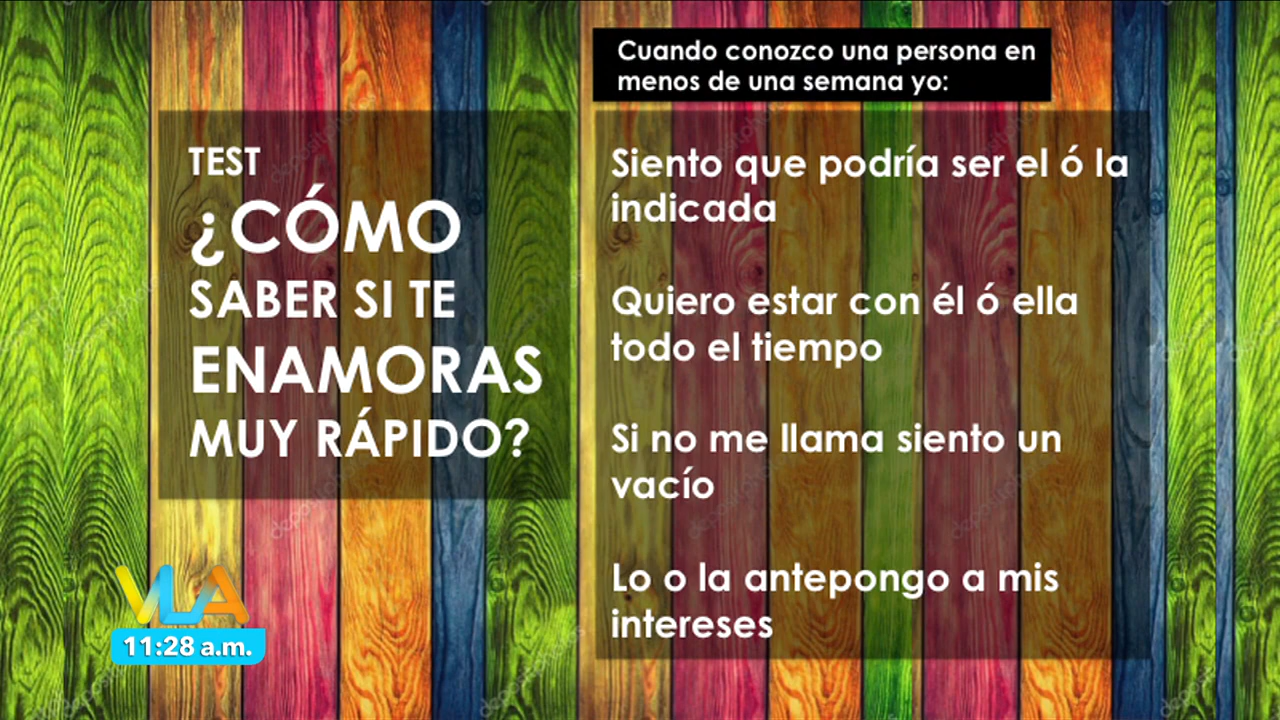 Cuando conozco una persona en
menos de una semana yo:
TEST
¿CÓMO
SABER SI TE
ENAMORAS
MUY RÁPIDO?
Siento que podría ser el ó la
indicada
Quiero estar con él ó ella
todo el tiempo
Si no me llama siento un
vacío
Lo o la antepongo a mis
intereses
VLA
11:28 a.m.